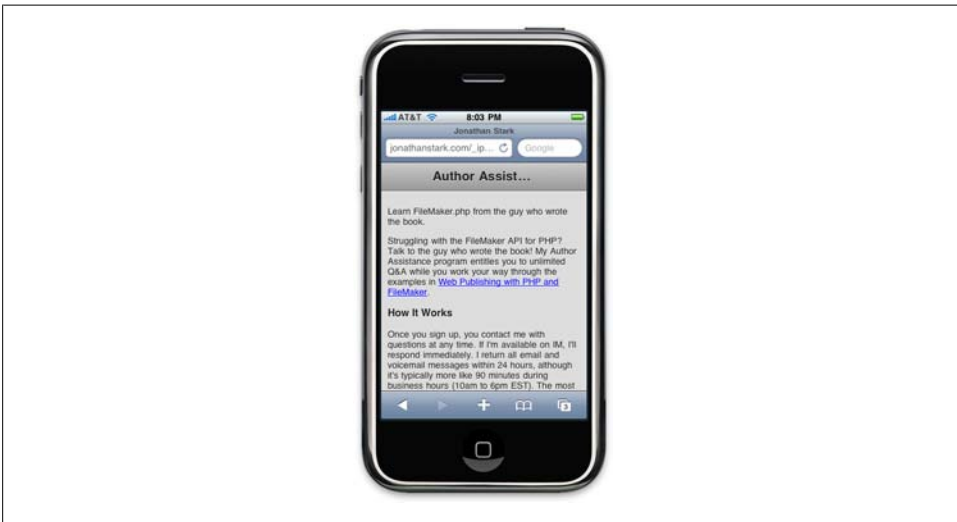 AT&T 8:03 PM
Jonathan Stark
jonathanstark.com/_ip... Google
Author Assist...
Learn FileMaker.php from the guy who wrote
the book.
Struggling with the FileMaker API for PHP?
Talk to the guy who wrote the book! My Author
Assistance program entitles you to unlimited
Q&A while you work your way through the
examples in Web Publishing with PHP and
FileMaker.
How It Works
Once you sign up, you contact me with
questions at any time. If I'm available on IM, I'll
respond immediately. I return all email and
voicemail messages within 24 hours, although
it's typically more like 90 minutes during
business hours (10am to 6pm EST). The most
3